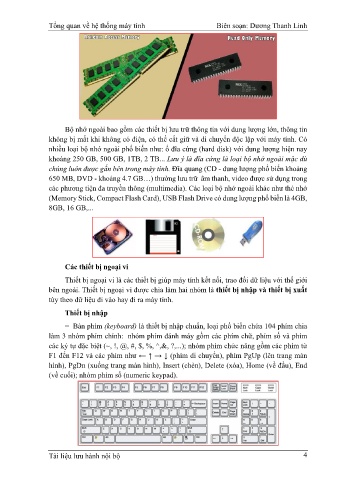 Tổng quan về hệ thống máy tính Biên soạn: Dương Thanh Linh
Random Access Memory Read Only Memory
Bộ nhớ ngoài bao gồm các thiết bị lưu trữ thông tin với dung lượng lớn, thông tin
không bị mất khi không có điện, có thể cất giữ và di chuyển độc lập với máy tính. Có
nhiều loại bộ nhớ ngoài phổ biến như: ổ đĩa cứng (hard disk) với dung lượng hiện nay
khoảng 250 GB, 500 GB, 1TB, 2 TB... Lưu ý là đĩa cứng là loại bộ nhớ ngoài mặc dù
chúng luôn được gắn bên trong máy tính. Đĩa quang (CD - dung lượng phổ biến khoảng
650 MB, DVD - khoảng 4.7 GB…) thường lưu trữ âm thanh, video được sử dụng trong
các phương tiện đa truyền thông (multimedia). Các loại bộ nhớ ngoài khác như thẻ nhớ
(Memory Stick, Compact Flash Card), USB Flash Drive có dung lượng phổ biến là 4GB,
8GB, 16 GB,...
Các thiết bị ngoại vi
Thiết bị ngoại vi là các thiết bị giúp máy tính kết nối, trao đổi dữ liệu với thế giới
bên ngoài. Thiết bị ngoại vi được chia làm hai nhóm là thiết bị nhập và thiết bị xuất
tùy theo dữ liệu đi vào hay đi ra máy tính.
Thiết bị nhập
− Bàn phím (keyboard) là thiết bị nhập chuẩn, loại phổ biến chứa 104 phím chia
làm 3 nhóm phím chính: nhóm phím đánh máy gồm các phím chữ, phím số và phím
các ký tự đặc biệt (~, !, @, #, $, %, ^,&, ?,...); nhóm phím chức năng gồm các phím từ
F1 đến F12 và các phím như ← ↑ → ↓ (phím di chuyển), phím PgUp (lên trang màn
hình), PgDn (xuống trang màn hình), Insert (chèn), Delete (xóa), Home (về đầu), End
(về cuối); nhóm phím số (numeric keypad).
Tài liệu lưu hành nội bộ 4